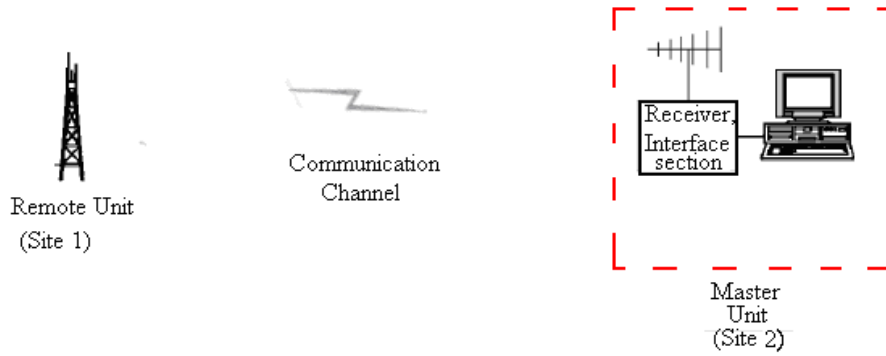 Remote Unit
(Site 1)
Communication
Channel
Receiver,
Interface
section
Master
Unit
(Site 2)